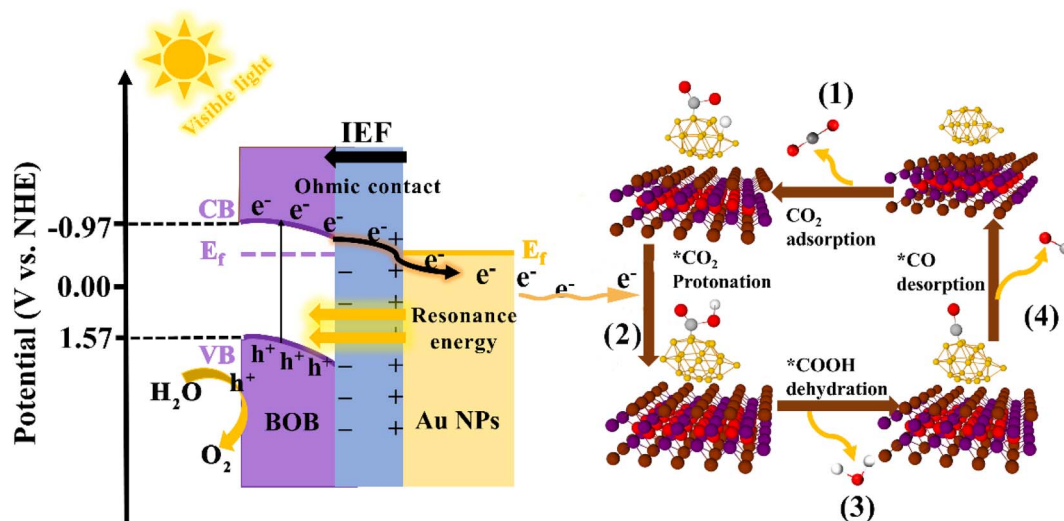 Visible light
Potential (V vs. NHE)
-0.97
0.00
1.57
IEF
Ohmic contact
CB
e⁻ e⁻ e⁻ e⁻ e⁻ e⁻
E_f
E_f
+
+
+
+
+
+
−
−
−
−
−
−
Resonance
energy
VB
h⁺ h⁺ h⁺
h⁺
H₂O
O₂
BOB
Au NPs
e⁻ e⁻ e⁻
(1)
CO₂
adsorption
*CO₂
Protonation
(2)
*COOH
dehydration
(3)
*CO
desorption
(4)